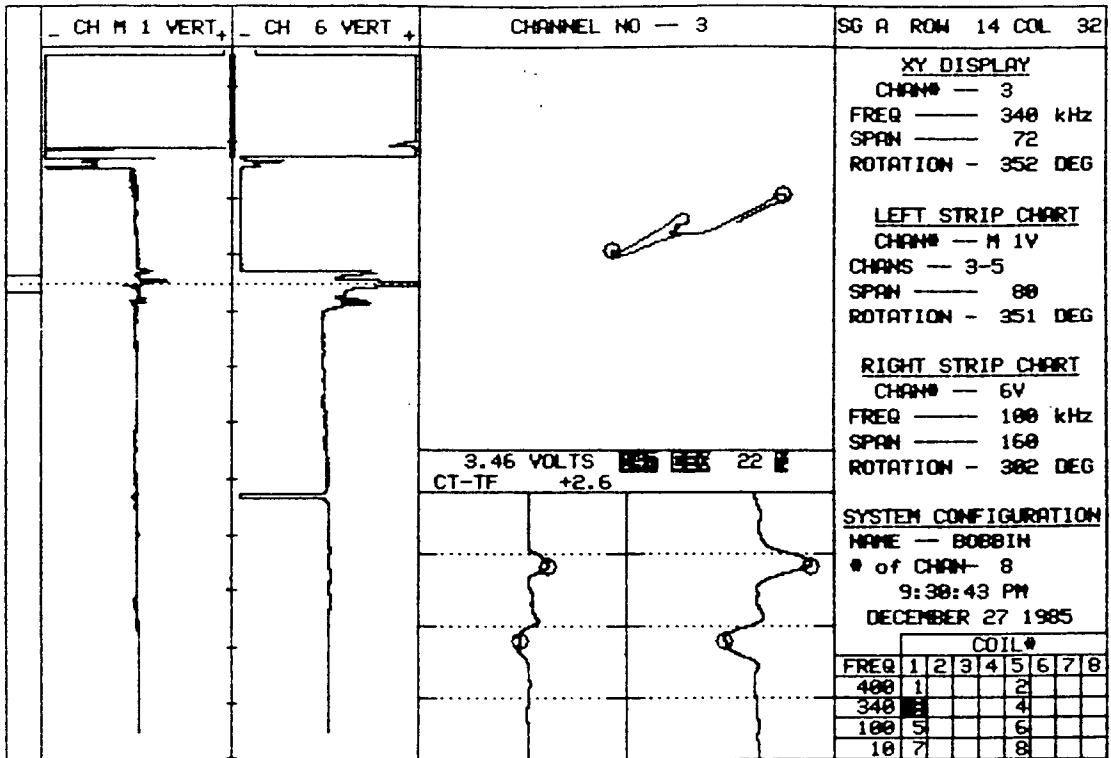 - CH M 1 VERT +
- CH 6 VERT +
CHANNEL NO -- 3
SG A ROW 14 COL 32
XY DISPLAY
CHAN# -- 3
FREQ ---- 340 kHz
SPAN ---- 72
ROTATION - 352 DEG
LEFT STRIP CHART
CHAN# -- M 1V
CHANS -- 3-5
SPAN ---- 80
ROTATION - 351 DEG
RIGHT STRIP CHART
CHAN# -- 6V
FREQ ---- 100 kHz
SPAN ---- 160
ROTATION - 302 DEG
3.46 VOLTS 22
CT-TF +2.6
SYSTEM CONFIGURATION
NAME -- BOBBIN
# of CHAN- 8
9:30:43 PM
DECEMBER 27 1985
COIL#
FREQ 1 2 3 4 5 6 7 8
400 1 2
340 4
100 5 6
10 7 8